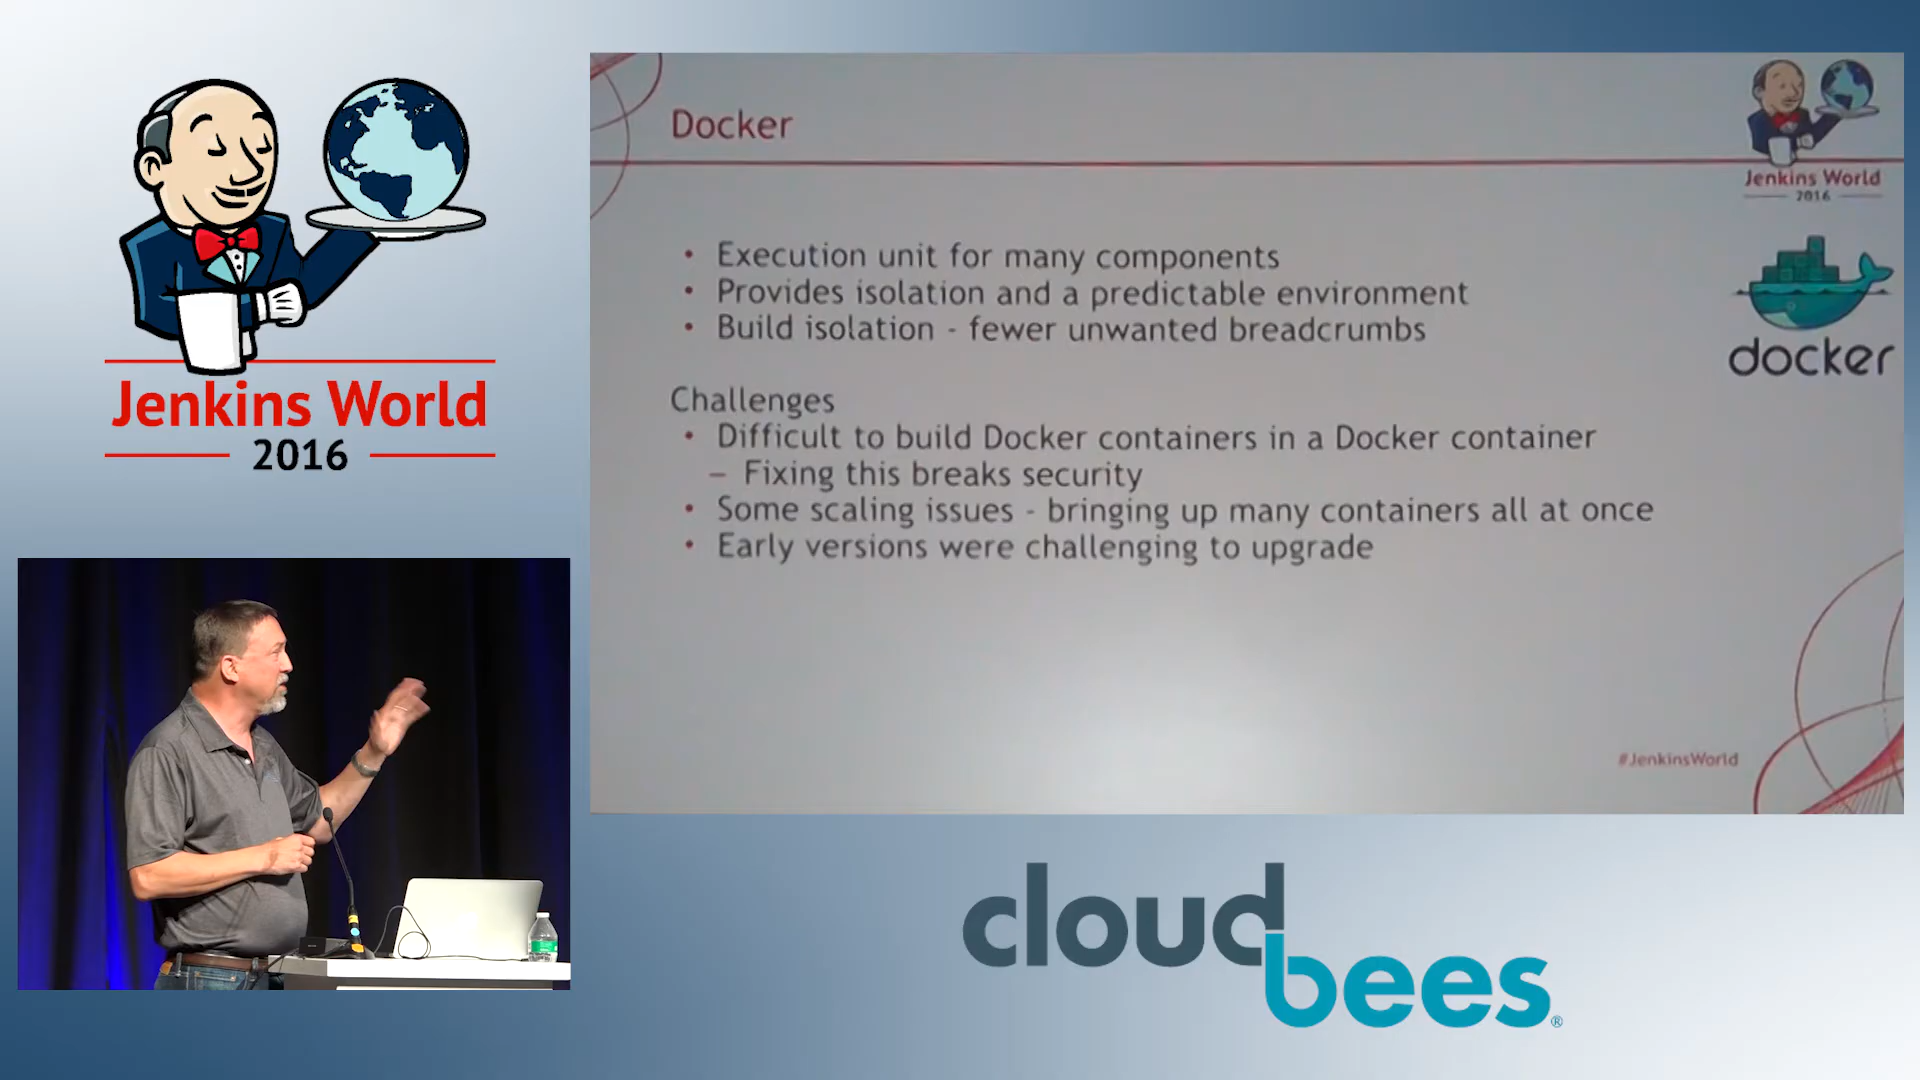 Jenkins World
2016
Docker
Jenkins World
2016
• Execution unit for many components
• Provides isolation and a predictable environment
• Build isolation - fewer unwanted breadcrumbs
docker
Challenges
• Difficult to build Docker containers in a Docker container
– Fixing this breaks security
• Some scaling issues - bringing up many containers all at once
• Early versions were challenging to upgrade
#JenkinsWorld
cloudbees®